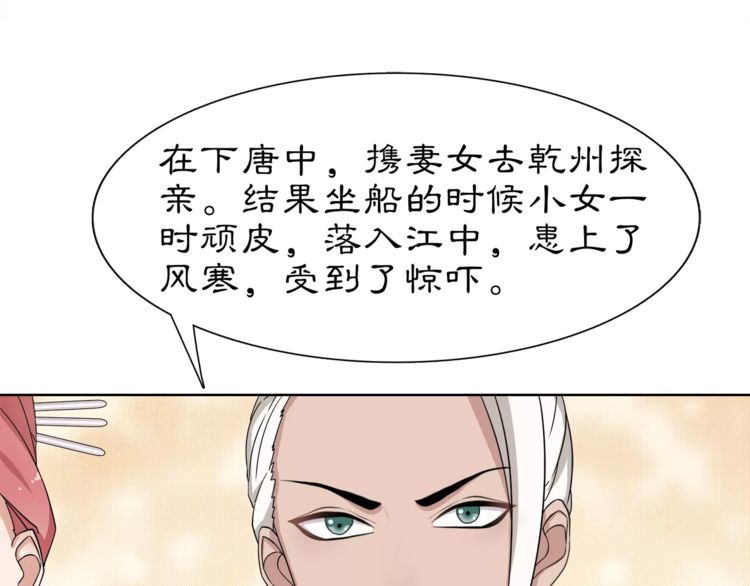 在下唐中，携妻女去乾州探
亲。结果坐船的时候小女一
时顽皮，落入江中，患上了
风寒，受到了惊吓。